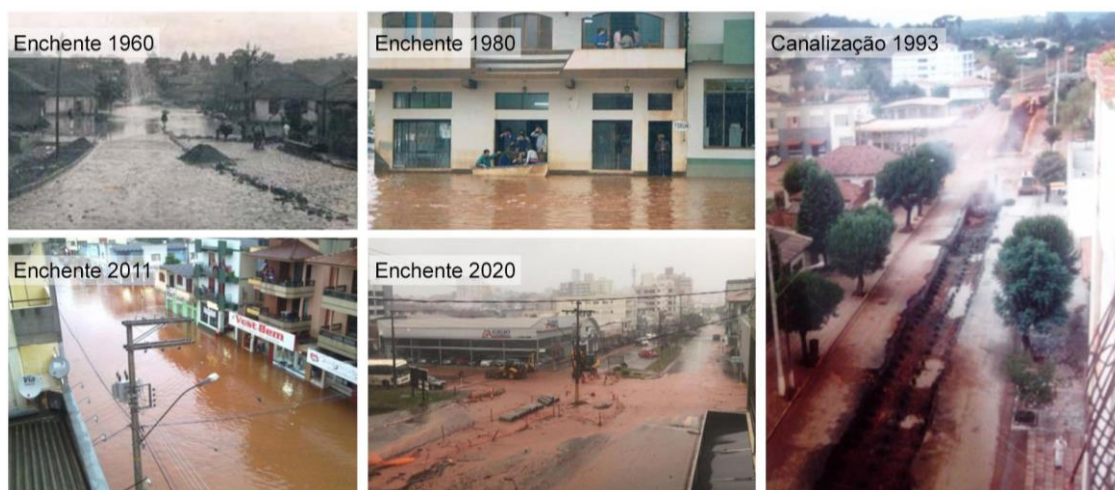 Enchente 1960
Enchente 1980
Canalização 1993
Enchente 2011
Vest Bem
Enchente 2020